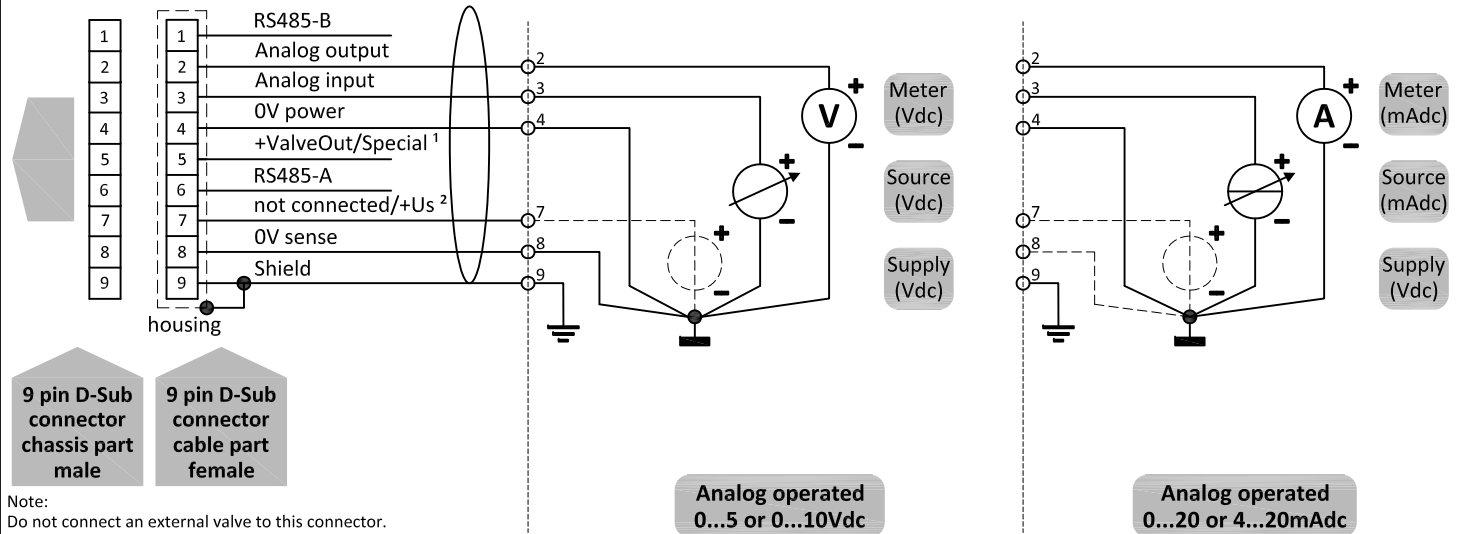 1
2
3
4
5
6
7
8
9
1
2
3
4
5
6
7
8
9
RS485-B
Analog output
Analog input
0V power
+ValveOut/Special ¹
RS485-A
not connected/+Us ²
0V sense
Shield
housing
2
3
4
7
8
9
V
+
−
+
−
+
−
Meter
(Vdc)
Source
(Vdc)
Supply
(Vdc)
2
3
4
7
8
9
A
+
−
+
−
+
−
Meter
(mAdc)
Source
(mAdc)
Supply
(Vdc)
9 pin D-Sub
connector
chassis part
male
9 pin D-Sub
connector
cable part
female
Note:
Do not connect an external valve to this connector.
Analog operated
0...5 or 0...10Vdc
Analog operated
0...20 or 4...20mAdc